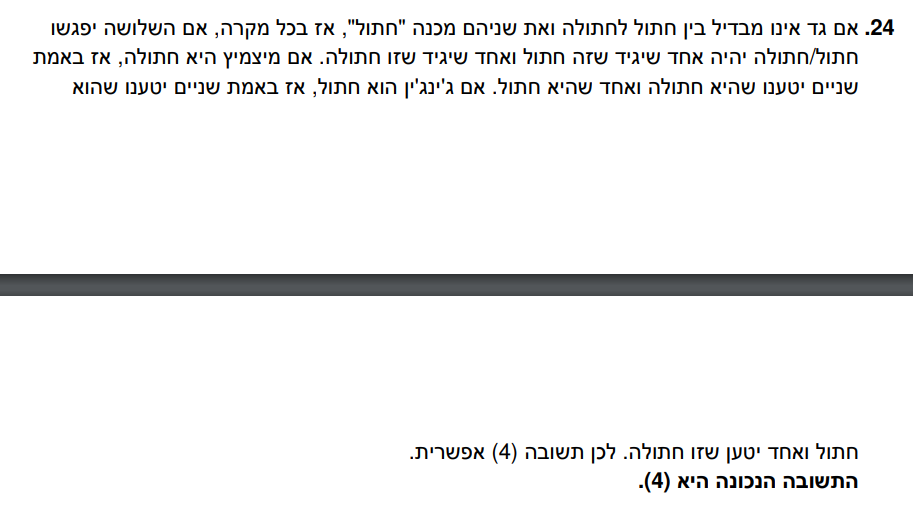 24. אם גד אינו מבדיל בין חתול לחתולה ואת שניהם מכנה "חתול", אז בכל מקרה, אם השלושה יפגשו
חתול/חתולה יהיה אחד שיגיד שזה חתול ואחד שיגיד שזו חתולה. אם מיצמיץ היא חתולה, אז באמת
שניים יטענו שהיא חתולה ואחד שהיא חתול. אם ג'ינג'ין הוא חתול, אז באמת שניים יטענו שהוא
חתול ואחד יטען שזו חתולה. לכן תשובה (4) אפשרית.
התשובה הנכונה היא (4).